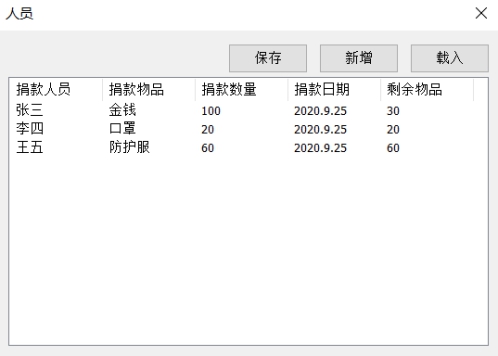 人员
保存 新增 載入
捐款人员 捐款物品 捐款数量 捐款日期 剩余物品
张三 金钱 100 2020.9.25 30
李四 口罩 20 2020.9.25 20
王五 防护服 60 2020.9.25 60